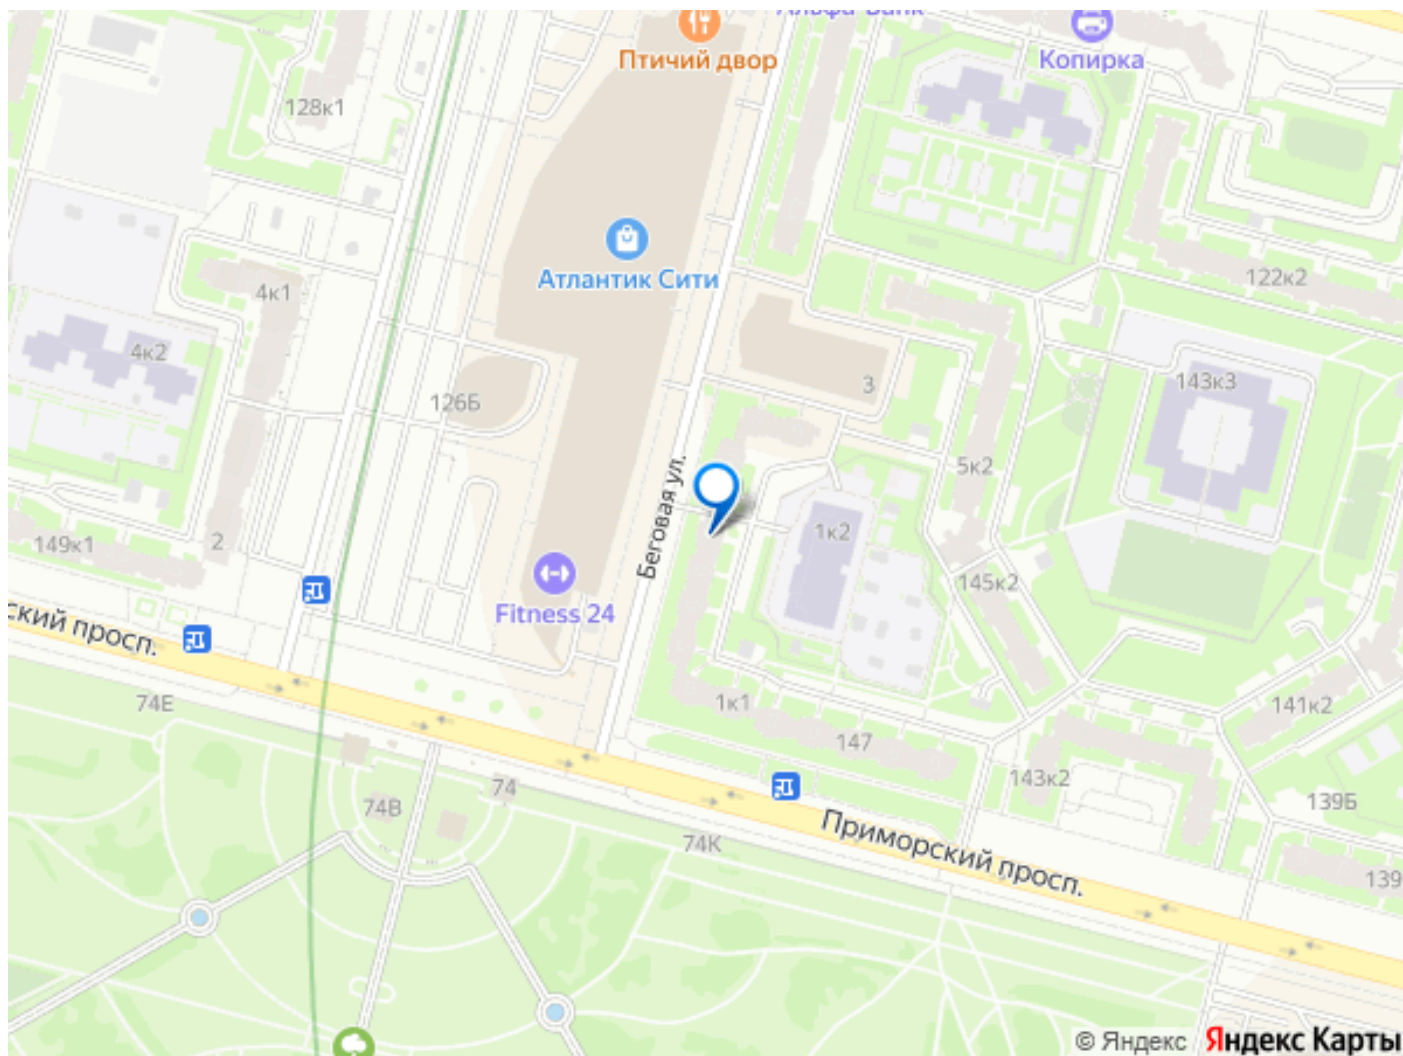 Альфа-Банк
Птичий двор
Копирка
128к1
Атлантик Сити
122к2
4к1
4к2
3
143к3
126Б
5к2
Беговая ул.
1к2
149к1
2
145к2
Fitness 24
ский просп.
74Е
1к1
147
141к2
143к2
74
74В
139Б
74К
Приморский просп.
139
© Яндекс
Яндекс Карты